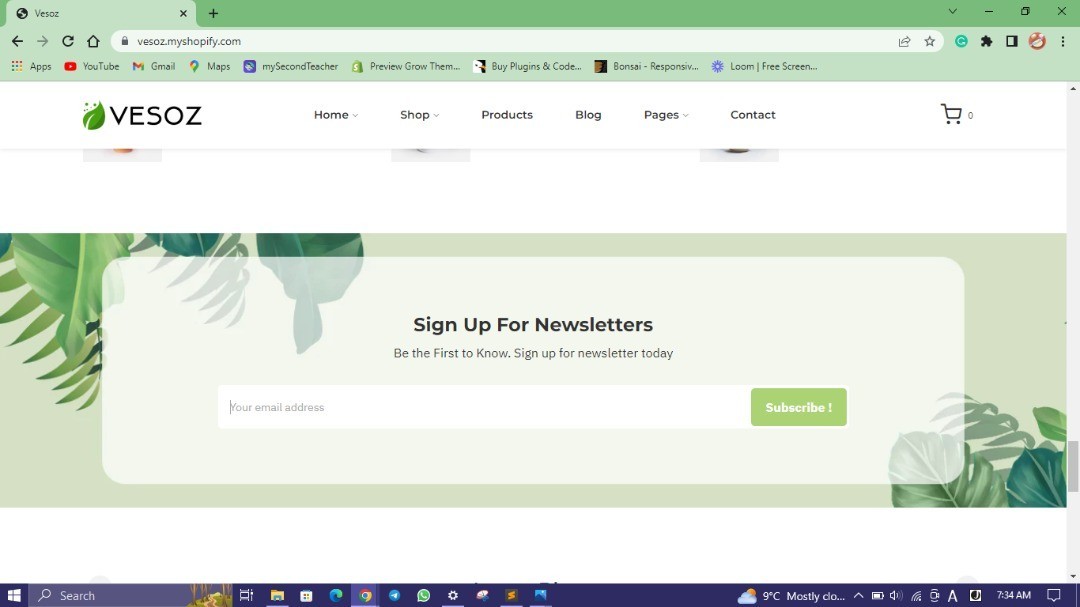 Vesoz
vesoz.myshopify.com
Apps YouTube Gmail Maps mySecondTeacher Preview Grow Them... Buy Plugins & Code... Bonsai - Responsiv... Loom | Free Screen...
VESOZ Home Shop Products Blog Pages Contact 0
Sign Up For Newsletters
Be the First to Know. Sign up for newsletter today
Your email address Subscribe !
Search 9°C Mostly clo... A 7:34 AM